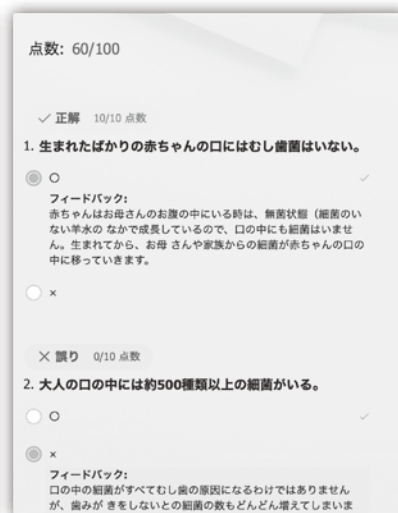 点数: 60/100
✓ 正解 10/10 点数
1. 生まれたばかりの赤ちゃんの口にはむし歯菌はいない。
○
フィードバック:
赤ちゃんはお母さんのお腹の中にいる時は、無菌状態（細菌のい
ない羊水の なかで成長しているので、口の中にも細菌はいませ
ん。生まれてから、お母 さんや家族からの細菌が赤ちゃんの口の
中に移っていきます。
×
× 誤り 0/10 点数
2. 大人の口の中には約500種類以上の細菌がいる。
○
×
フィードバック:
口の中の細菌がすべてむし歯の原因になるわけではありません
が、歯みが きをしないとの細菌の数もどんどん増えてしまいま